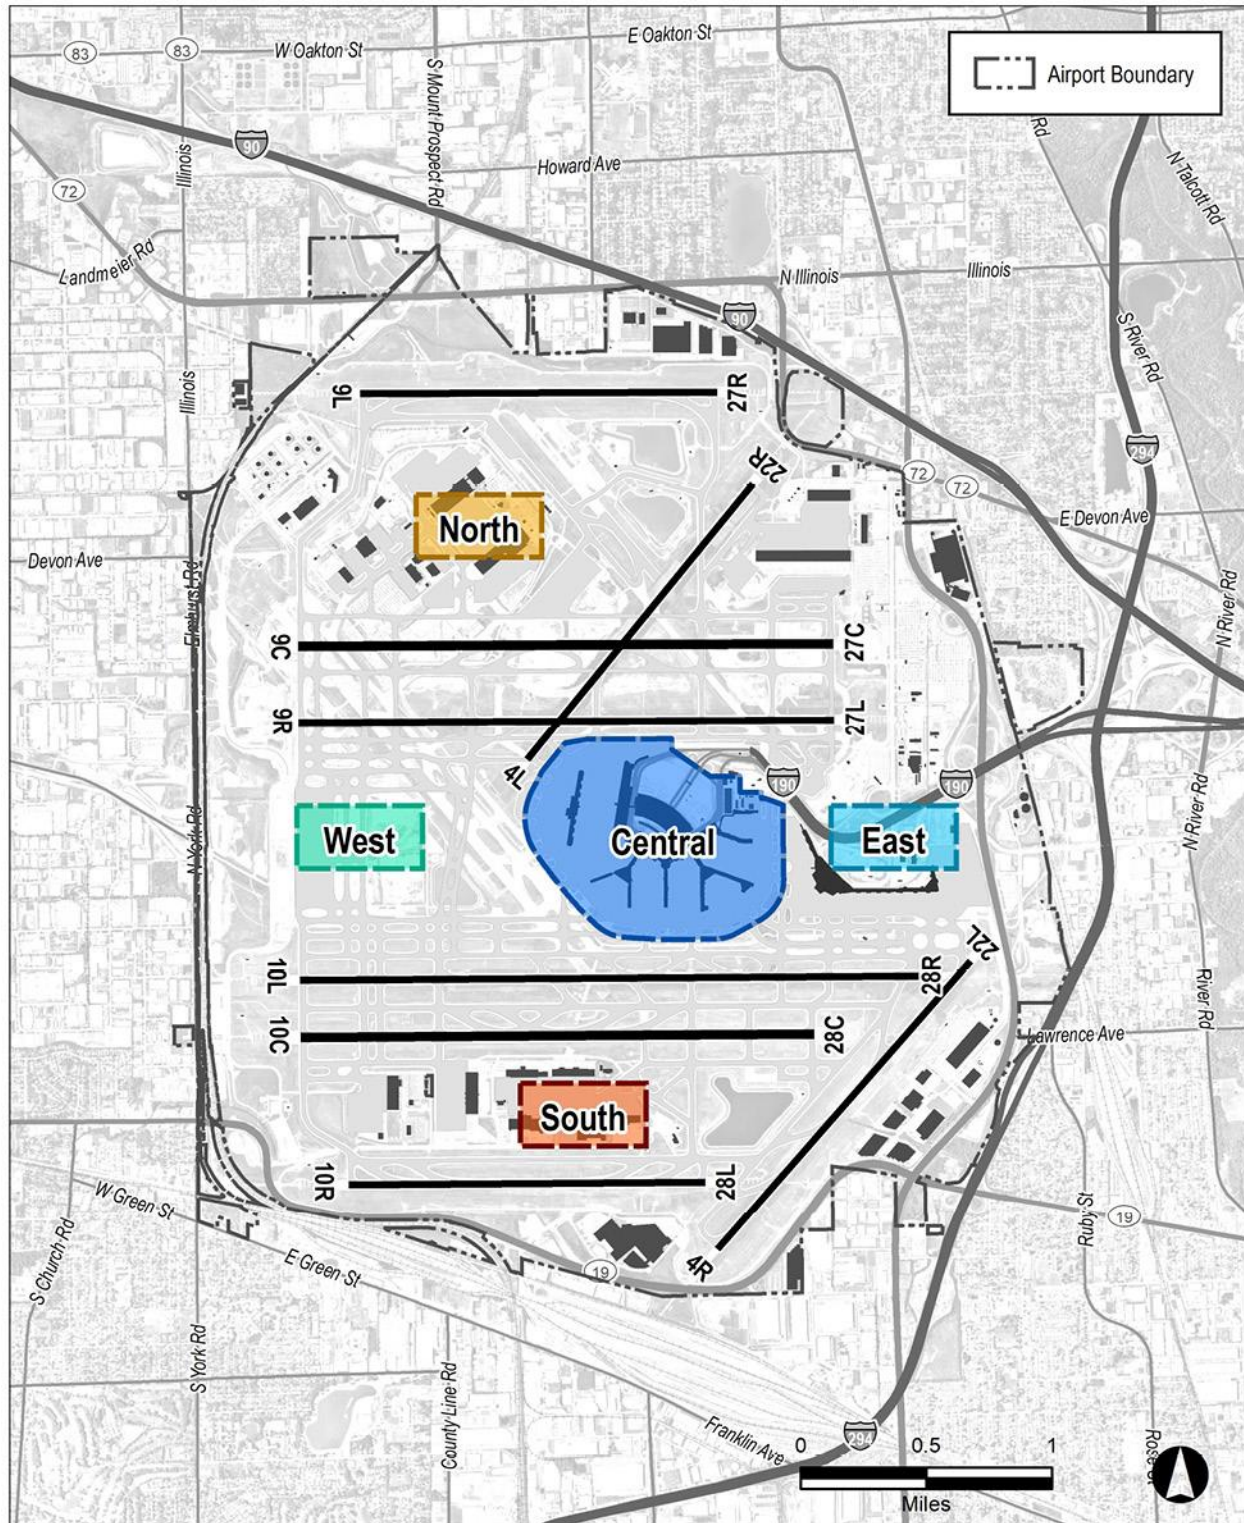 E Oakton St
W Oakton St
83
83
Airport Boundary
S Mount Prospect Rd
Rd
90
Illinois
Howard Ave
N Talcott Rd
72
Landmeier Rd
N Illinois
Illinois
90
S River Rd
Illinois
9L
27R
294
22R
72
72
E Devon Ave
North
Devon Ave
Elmhurst Rd
N River Rd
9C
27C
9R
27L
4L
190
190
N York Rd
West
Central
East
N River Rd
22L
10L
28R
River Rd
10C
28C
Lawrence Ave
South
10R
28L
W Green St
Ruby St
19
S Church Rd
E Green St
19
4R
S York Rd
County Line Rd
Franklin Ave
294
0
0.5
1
Miles